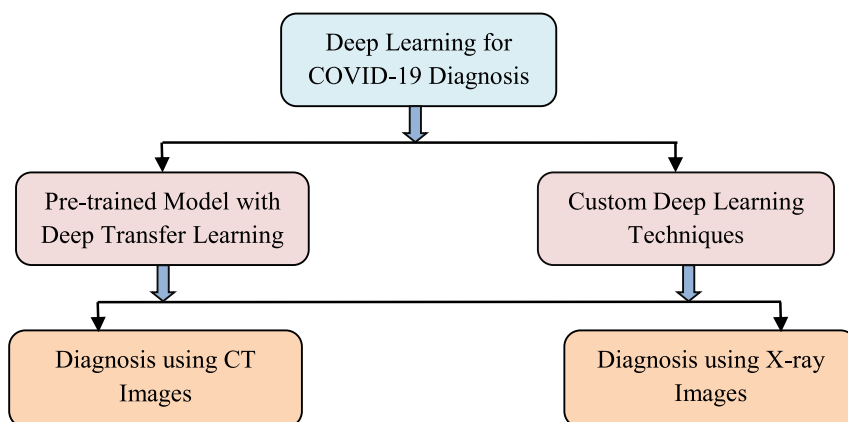 Deep Learning for
COVID-19 Diagnosis
Pre-trained Model with
Deep Transfer Learning
Custom Deep Learning
Techniques
Diagnosis using CT
Images
Diagnosis using X-ray
Images